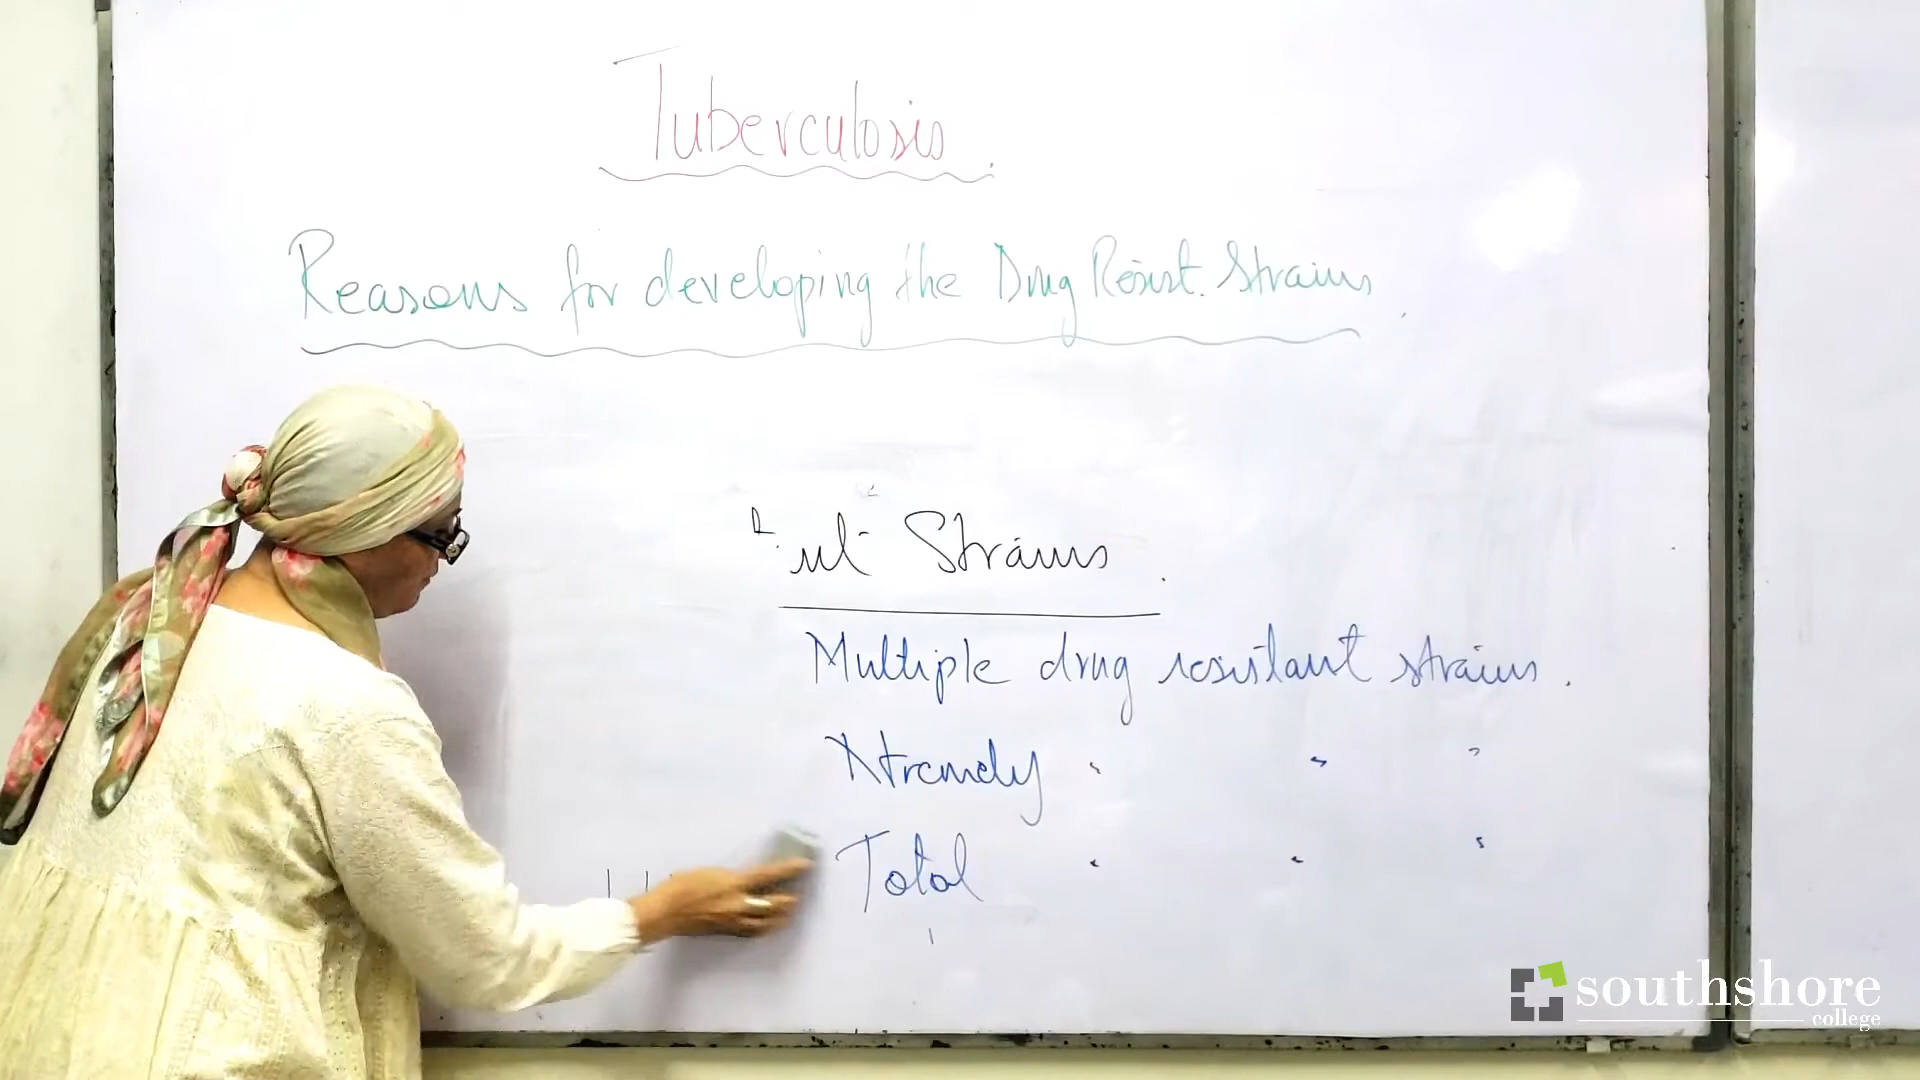 Tuberculosis.
Reasons for developing the Drug Resist. Strains.
Strains.
Multiple drug resistant strains.
Xtremely " " "
Total " " "
southshore
college